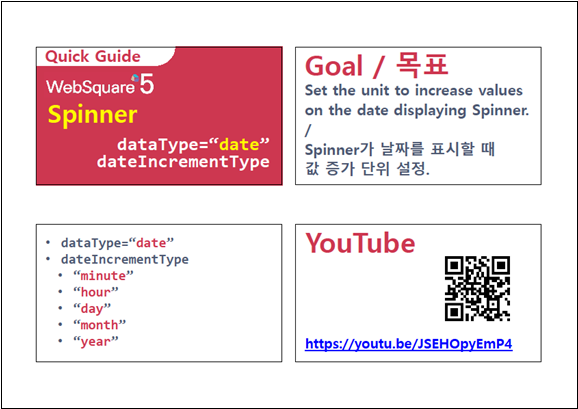 Quick Guide
WebSquare 5
Spinner
dataType=“date”
dateIncrementType
Goal / 목표
Set the unit to increase values
on the date displaying Spinner.
/
Spinner가 날짜를 표시할 때
값 증가 단위 설정.
• dataType=“date”
• dateIncrementType
• “minute”
• “hour”
• “day”
• “month”
• “year”
YouTube
https://youtu.be/JSEHOpyEmP4